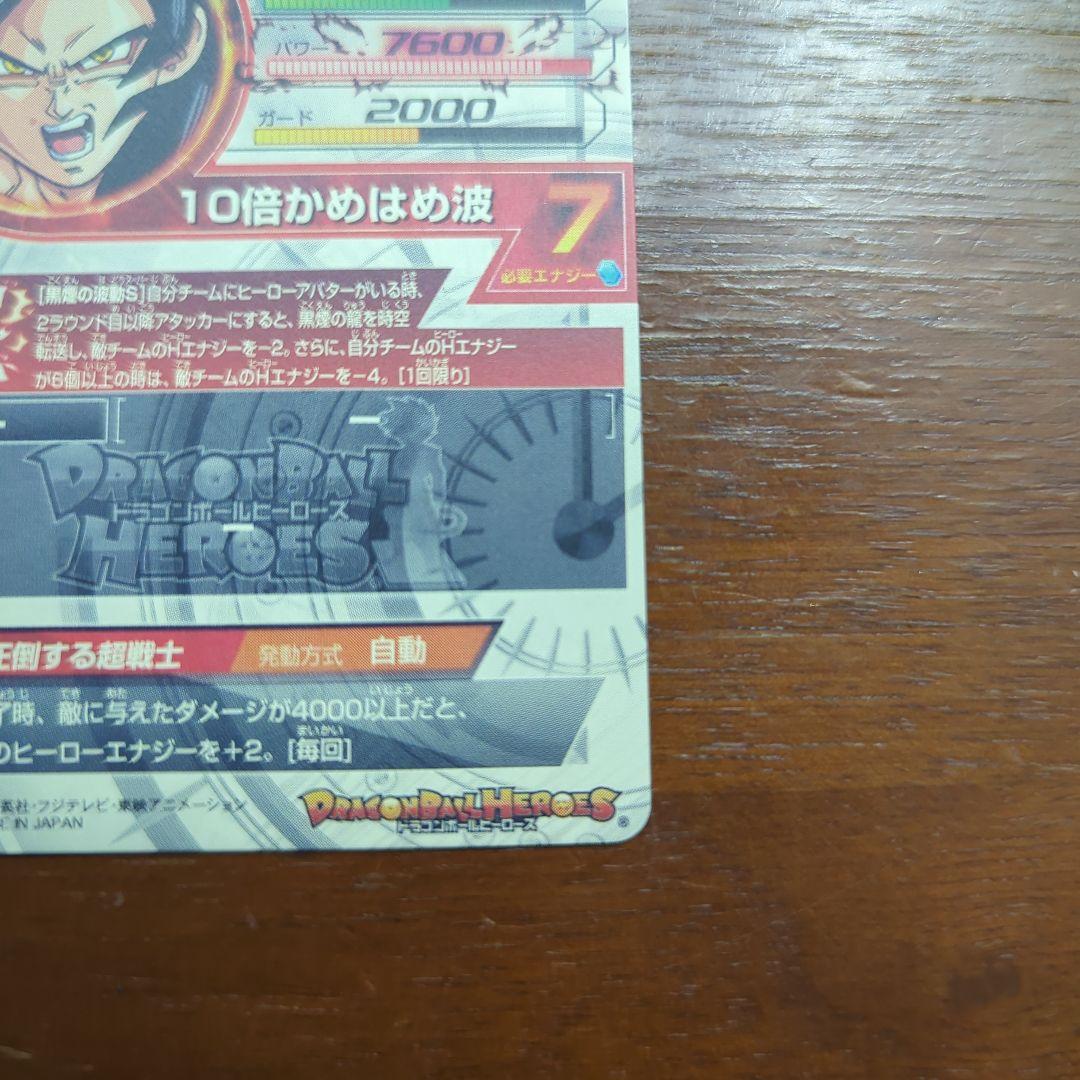 パワー 7600
ガード 2000
10倍かめはめ波 7
必要エナジー
[黒煙の波動S]自分チームにヒーローアバターがいる時、
2ラウンド目以降アタッカーにすると、黒煙の龍を時空
転送し、敵チームのHエナジーを−2。さらに、自分チームのHエナジー
が6個以上の時は、敵チームのHエナジーを−4。[1回限り]
[ − ]
DRAGONBALL
ドラゴンボールヒーローズ
HEROES
圧倒する超戦士 発動方式 自動
了時、敵に与えたダメージが4000以上だと、
のヒーローエナジーを+2。[毎回]
英社・フジテレビ・東映アニメーション
IN JAPAN
DRAGONBALL HEROES
ドラゴンボールヒーローズ